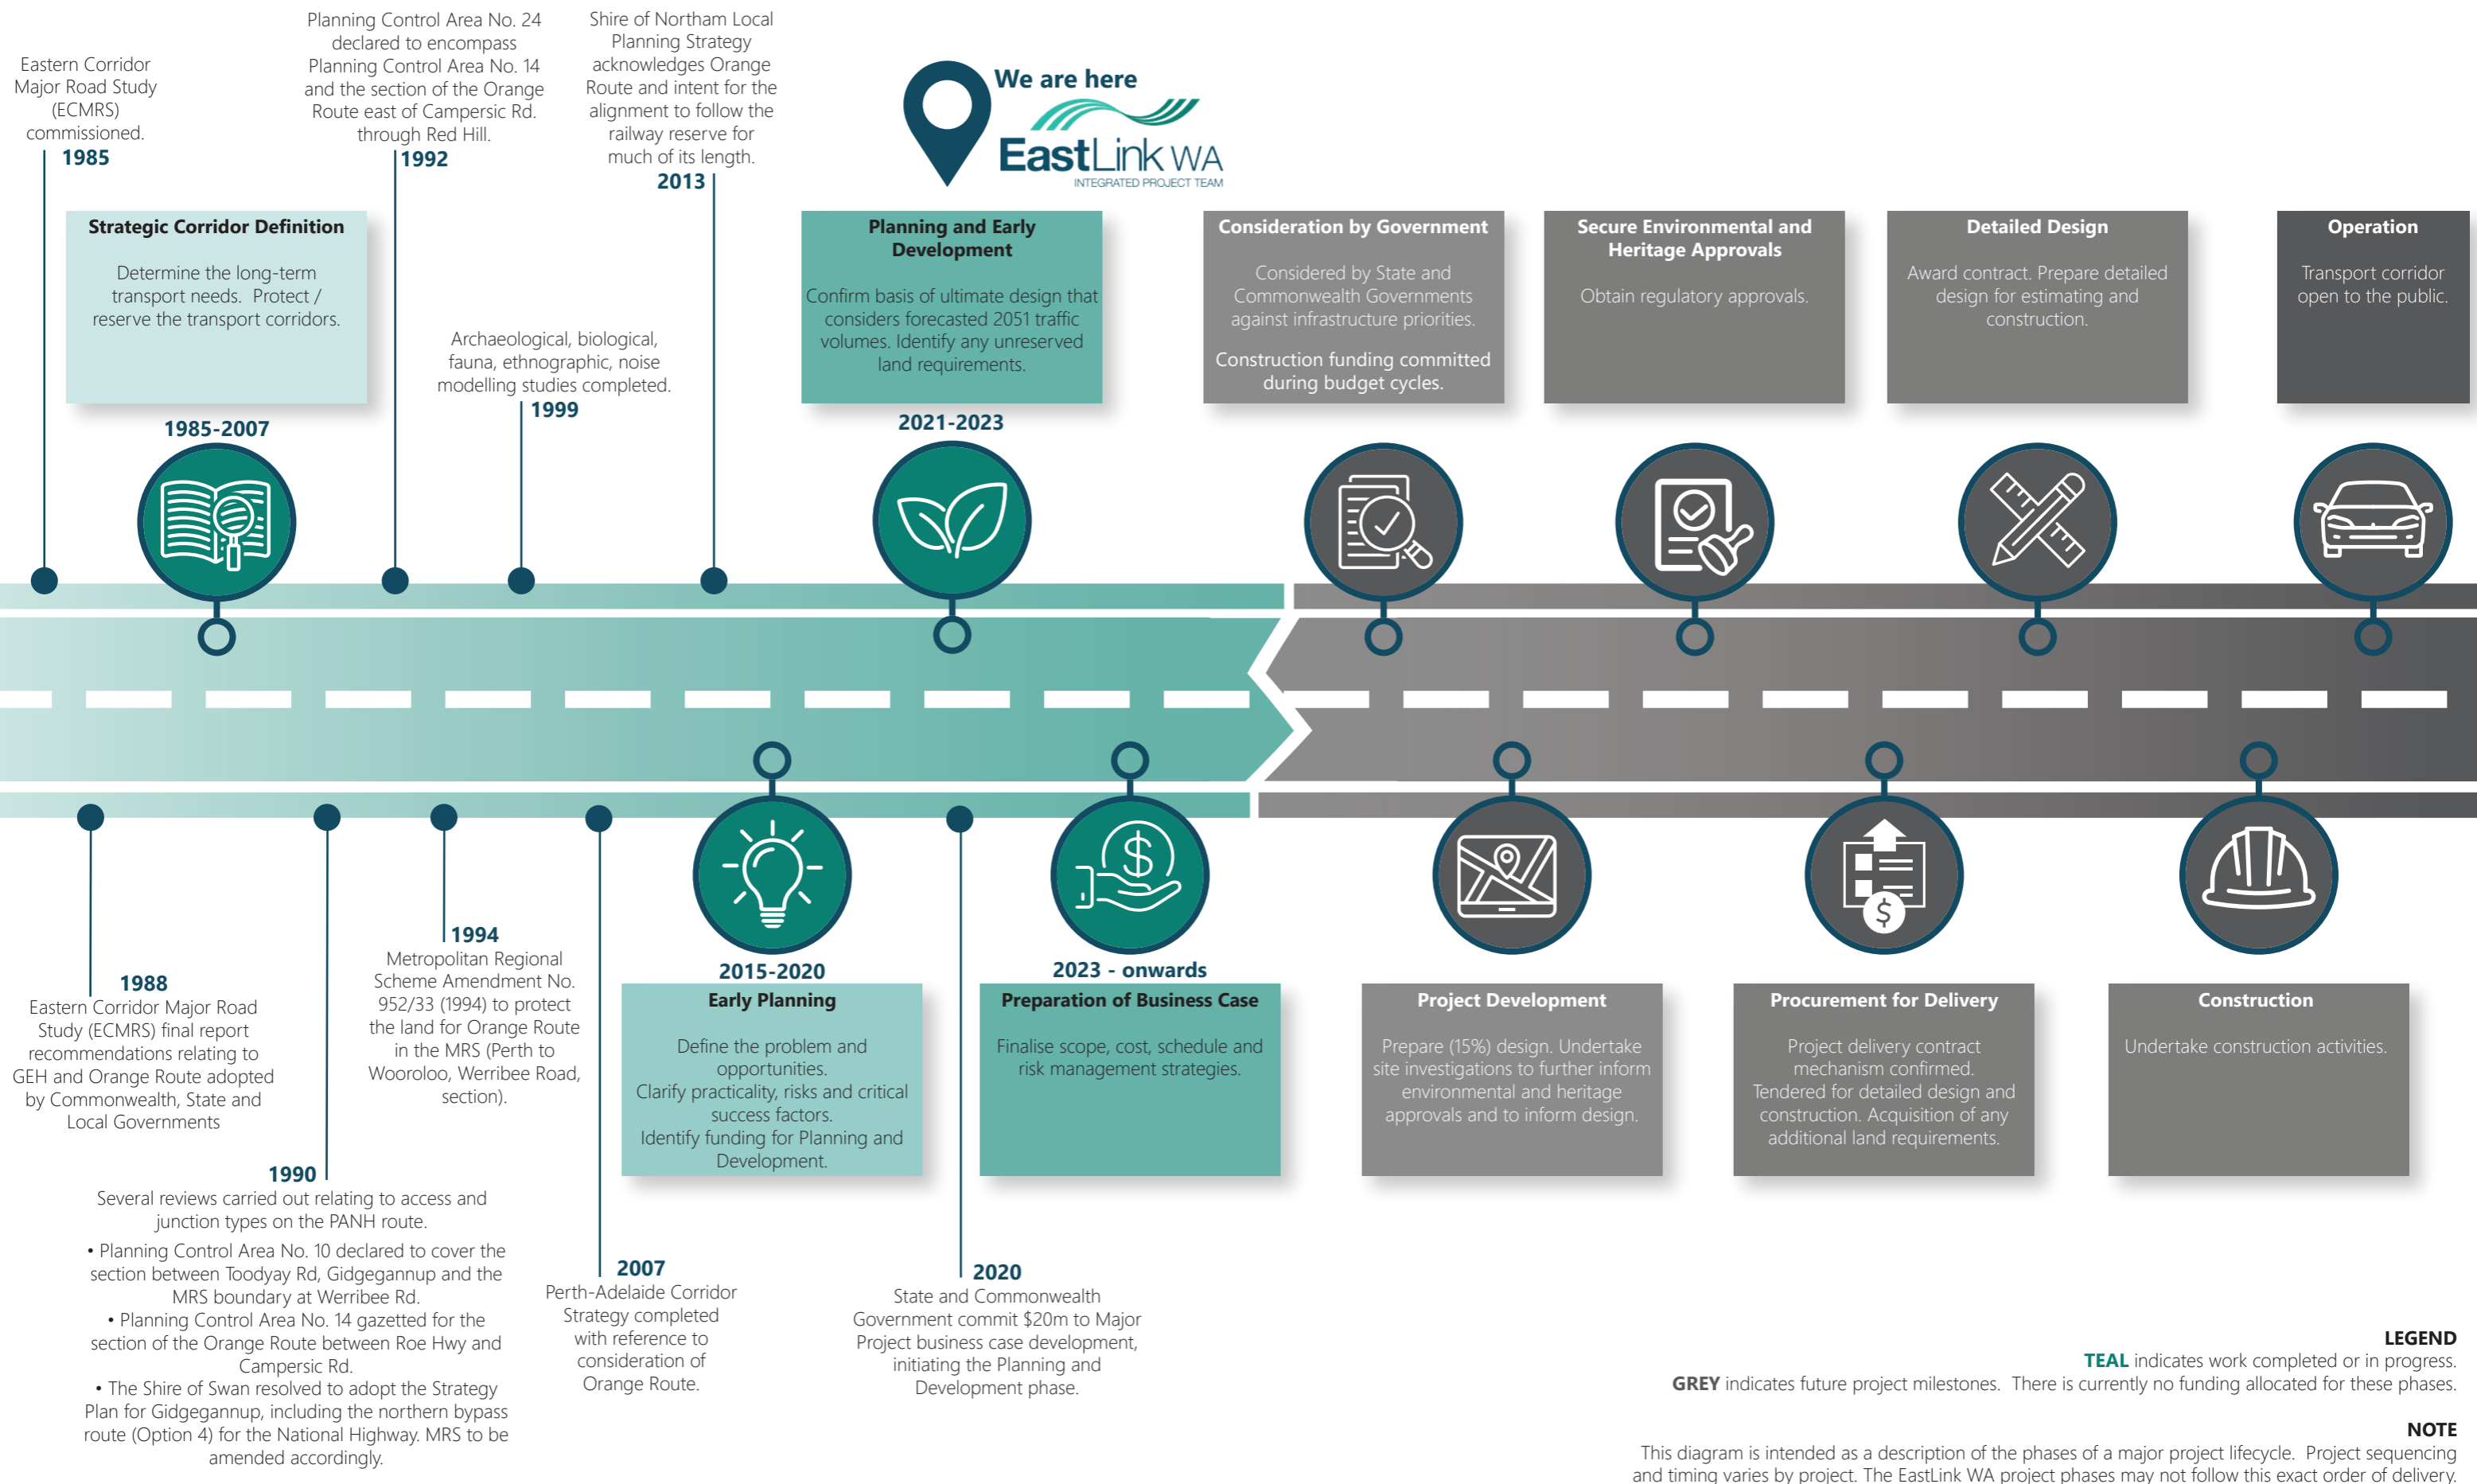 Eastern Corridor
Major Road Study
(ECMRS)
commissioned.
1985
Planning Control Area No. 24
declared to encompass
Planning Control Area No. 14
and the section of the Orange
Route east of Campersic Rd.
through Red Hill.
1992
Shire of Northam Local
Planning Strategy
acknowledges Orange
Route and intent for the
alignment to follow the
railway reserve for
much of its length.
2013
We are here
EastLink WA
INTEGRATED PROJECT TEAM
Strategic Corridor Definition
Determine the long-term
transport needs. Protect /
reserve the transport corridors.
1985-2007
Archaeological, biological,
fauna, ethnographic, noise
modelling studies completed.
1999
Planning and Early
Development
Confirm basis of ultimate design that
considers forecasted 2051 traffic
volumes. Identify any unreserved
land requirements.
2021-2023
Consideration by Government
Considered by State and
Commonwealth Governments
against infrastructure priorities.
Construction funding committed
during budget cycles.
Secure Environmental and
Heritage Approvals
Obtain regulatory approvals.
Detailed Design
Award contract. Prepare detailed
design for estimating and
construction.
Operation
Transport corridor
open to the public.
1988
Eastern Corridor Major Road
Study (ECMRS) final report
recommendations relating to
GEH and Orange Route adopted
by Commonwealth, State and
Local Governments
1990
Several reviews carried out relating to access and
junction types on the PANH route.
• Planning Control Area No. 10 declared to cover the
section between Toodyay Rd, Gidgegannup and the
MRS boundary at Werribee Rd.
• Planning Control Area No. 14 gazetted for the
section of the Orange Route between Roe Hwy and
Campersic Rd.
• The Shire of Swan resolved to adopt the Strategy
Plan for Gidgegannup, including the northern bypass
route (Option 4) for the National Highway. MRS to be
amended accordingly.
1994
Metropolitan Regional
Scheme Amendment No.
952/33 (1994) to protect
the land for Orange Route
in the MRS (Perth to
Wooroloo, Werribee Road,
section).
2007
Perth-Adelaide Corridor
Strategy completed
with reference to
consideration of
Orange Route.
2015-2020
Early Planning
Define the problem and
opportunities.
Clarify practicality, risks and critical
success factors.
Identify funding for Planning and
Development.
2020
State and Commonwealth
Government commit $20m to Major
Project business case development,
initiating the Planning and
Development phase.
$
2023 - onwards
Preparation of Business Case
Finalise scope, cost, schedule and
risk management strategies.
Project Development
Prepare (15%) design. Undertake
site investigations to further inform
environmental and heritage
approvals and to inform design.
$
Procurement for Delivery
Project delivery contract
mechanism confirmed.
Tendered for detailed design and
construction. Acquisition of any
additional land requirements.
Construction
Undertake construction activities.
LEGEND
TEAL indicates work completed or in progress.
GREY indicates future project milestones. There is currently no funding allocated for these phases.
NOTE
This diagram is intended as a description of the phases of a major project lifecycle. Project sequencing
and timing varies by project. The EastLink WA project phases may not follow this exact order of delivery.